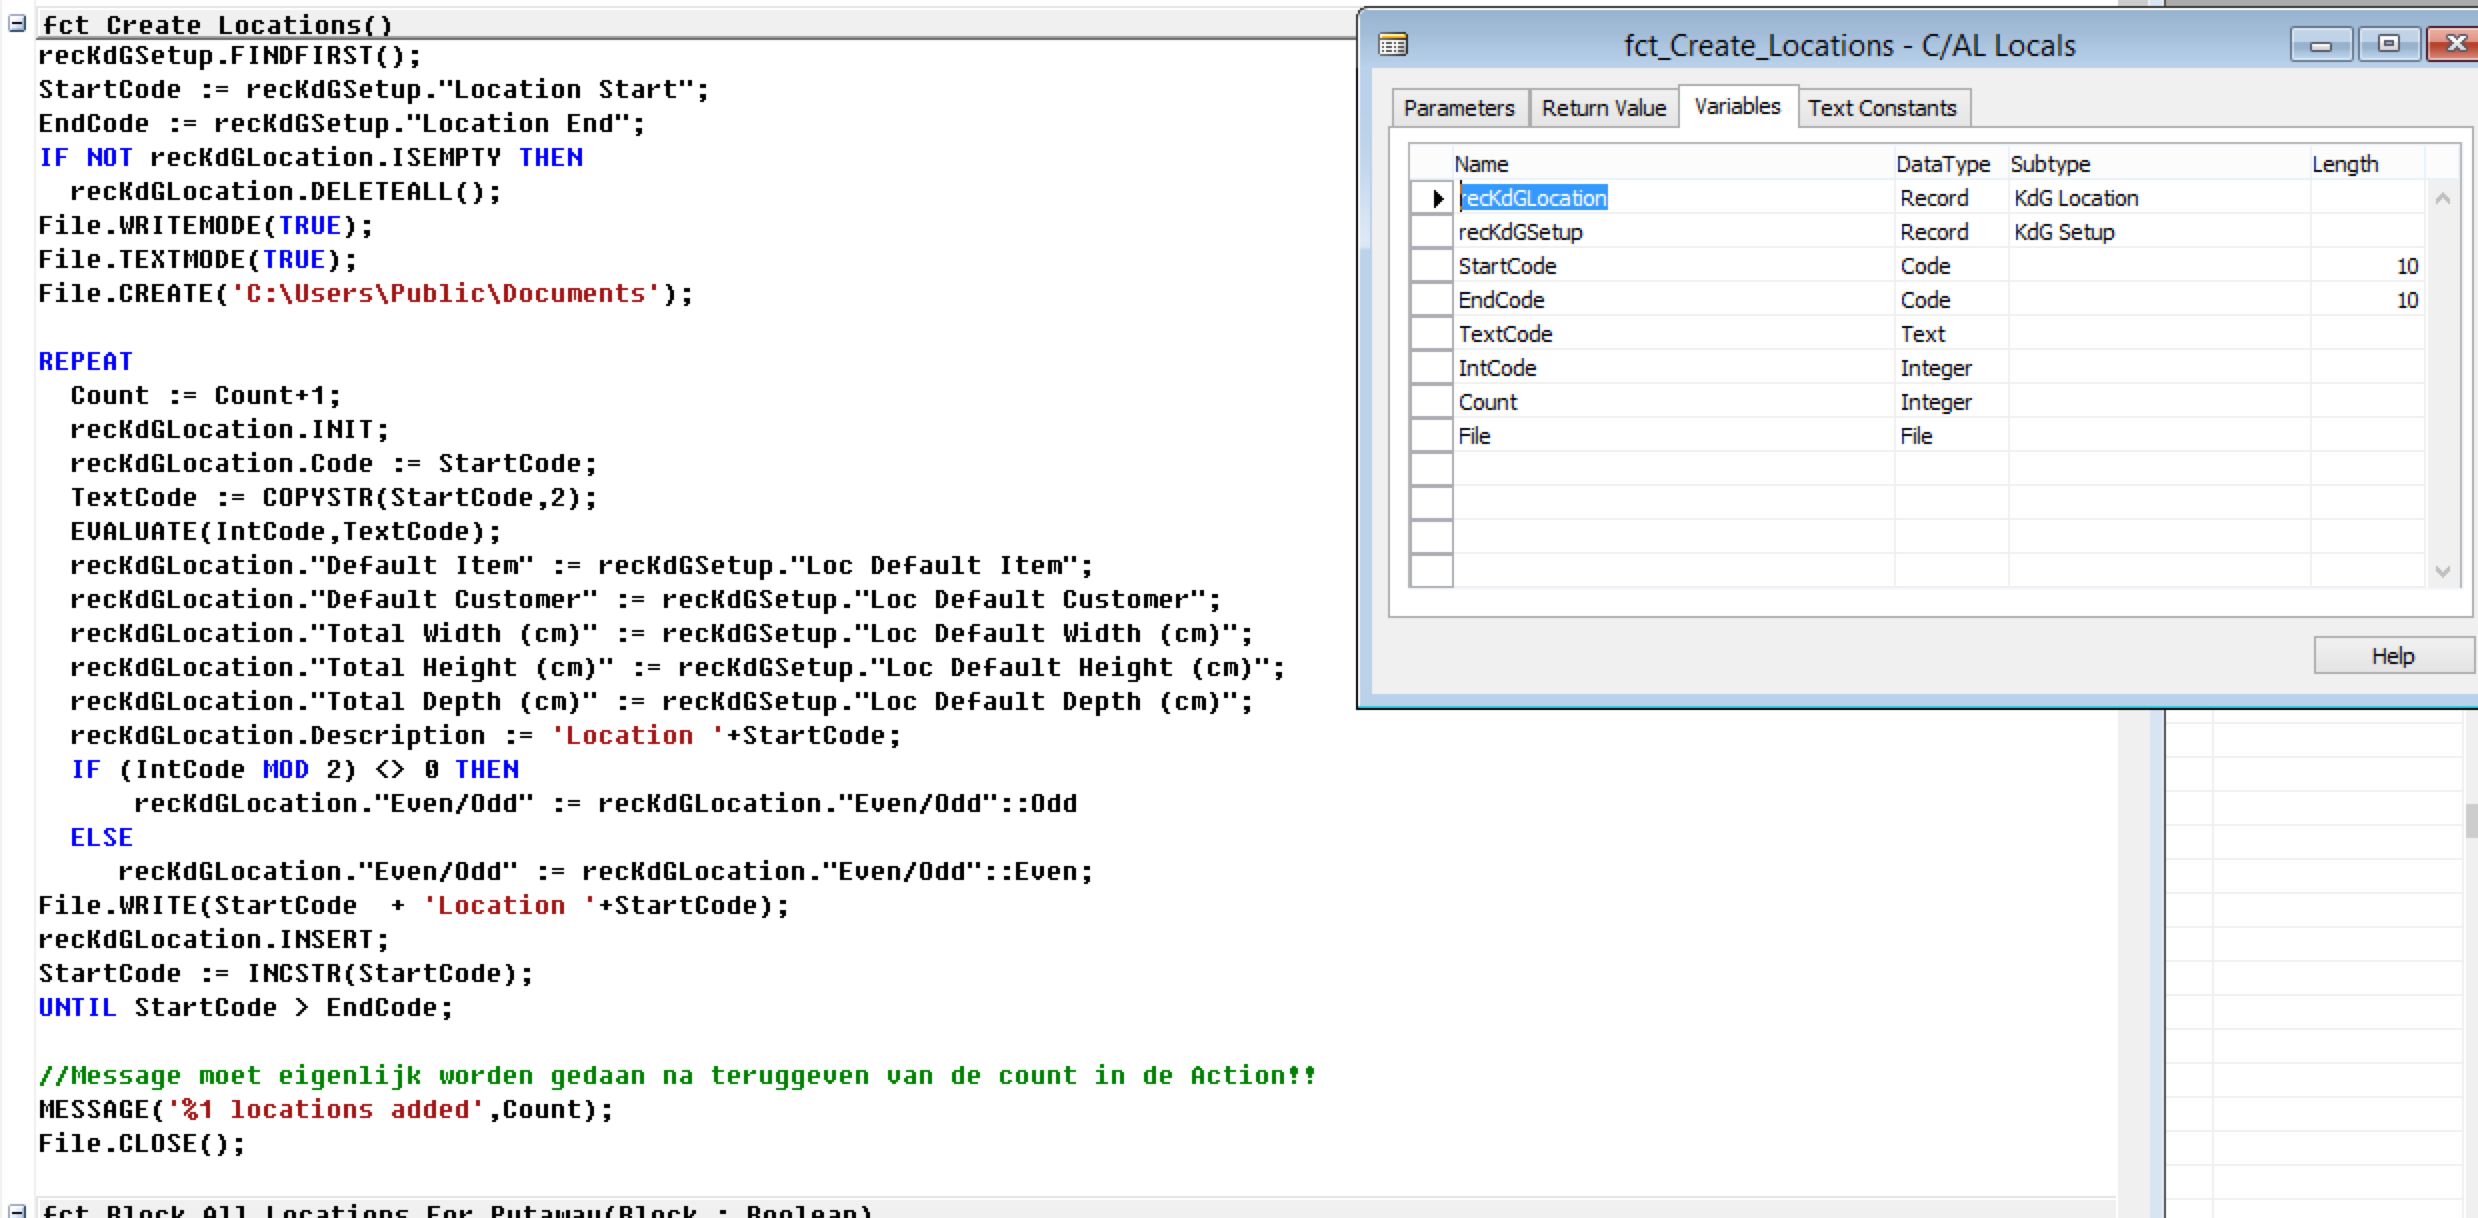 fct_Create_Locations()
recKdGSetup.FINDFIRST();
StartCode := recKdGSetup."Location Start";
EndCode := recKdGSetup."Location End";
IF NOT recKdGLocation.ISEMPTY THEN
  recKdGLocation.DELETEALL();
File.WRITEMODE(TRUE);
File.TEXTMODE(TRUE);
File.CREATE('C:\Users\Public\Documents');
REPEAT
  Count := Count+1;
  recKdGLocation.INIT;
  recKdGLocation.Code := StartCode;
  TextCode := COPYSTR(StartCode,2);
  EVALUATE(IntCode,TextCode);
  recKdGLocation."Default Item" := recKdGSetup."Loc Default Item";
  recKdGLocation."Default Customer" := recKdGSetup."Loc Default Customer";
  recKdGLocation."Total Width (cm)" := recKdGSetup."Loc Default Width (cm)";
  recKdGLocation."Total Height (cm)" := recKdGSetup."Loc Default Height (cm)";
  recKdGLocation."Total Depth (cm)" := recKdGSetup."Loc Default Depth (cm)";
  recKdGLocation.Description := 'Location '+StartCode;
  IF (IntCode MOD 2) <> 0 THEN
      recKdGLocation."Even/Odd" := recKdGLocation."Even/Odd"::Odd
  ELSE
     recKdGLocation."Even/Odd" := recKdGLocation."Even/Odd"::Even;
File.WRITE(StartCode  + 'Location '+StartCode);
recKdGLocation.INSERT;
StartCode := INCSTR(StartCode);
UNTIL StartCode > EndCode;
//Message moet eigenlijk worden gedaan na teruggeven van de count in de Action!!
MESSAGE('%1 locations added',Count);
File.CLOSE();
fct_Block_All_Locations_For_Putaway(Block : Boolean)
fct_Create_Locations - C/AL Locals
Parameters Return Value Variables Text Constants
Name DataType Subtype Length
recKdGLocation Record KdG Location
recKdGSetup Record KdG Setup
StartCode Code 10
EndCode Code 10
TextCode Text
IntCode Integer
Count Integer
File File
Help